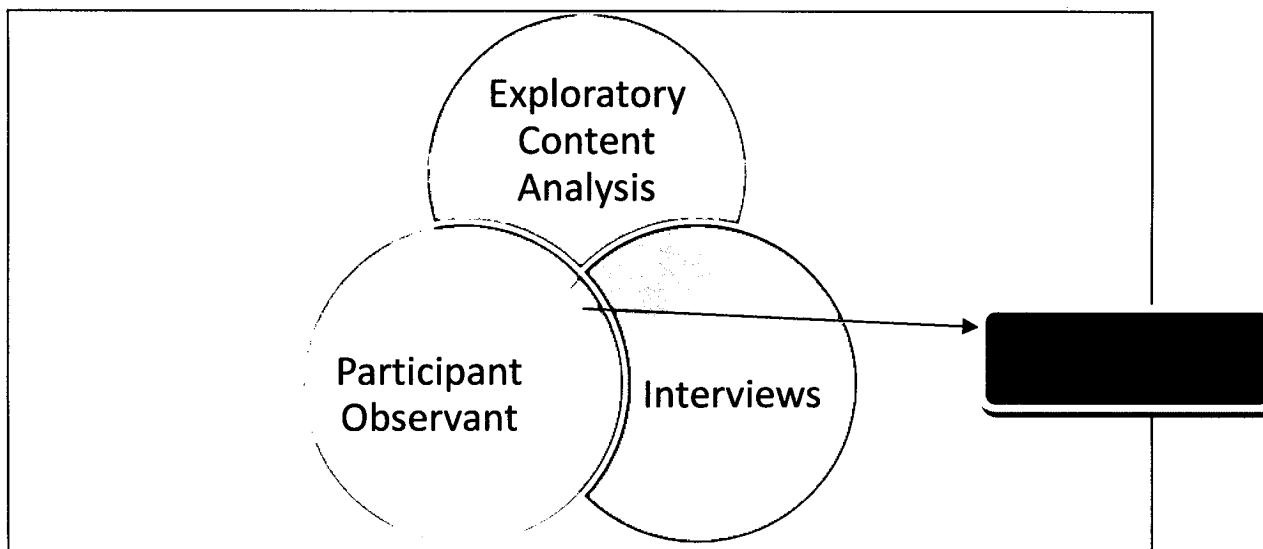 Exploratory
Content
Analysis
Participant
Observant
Interviews